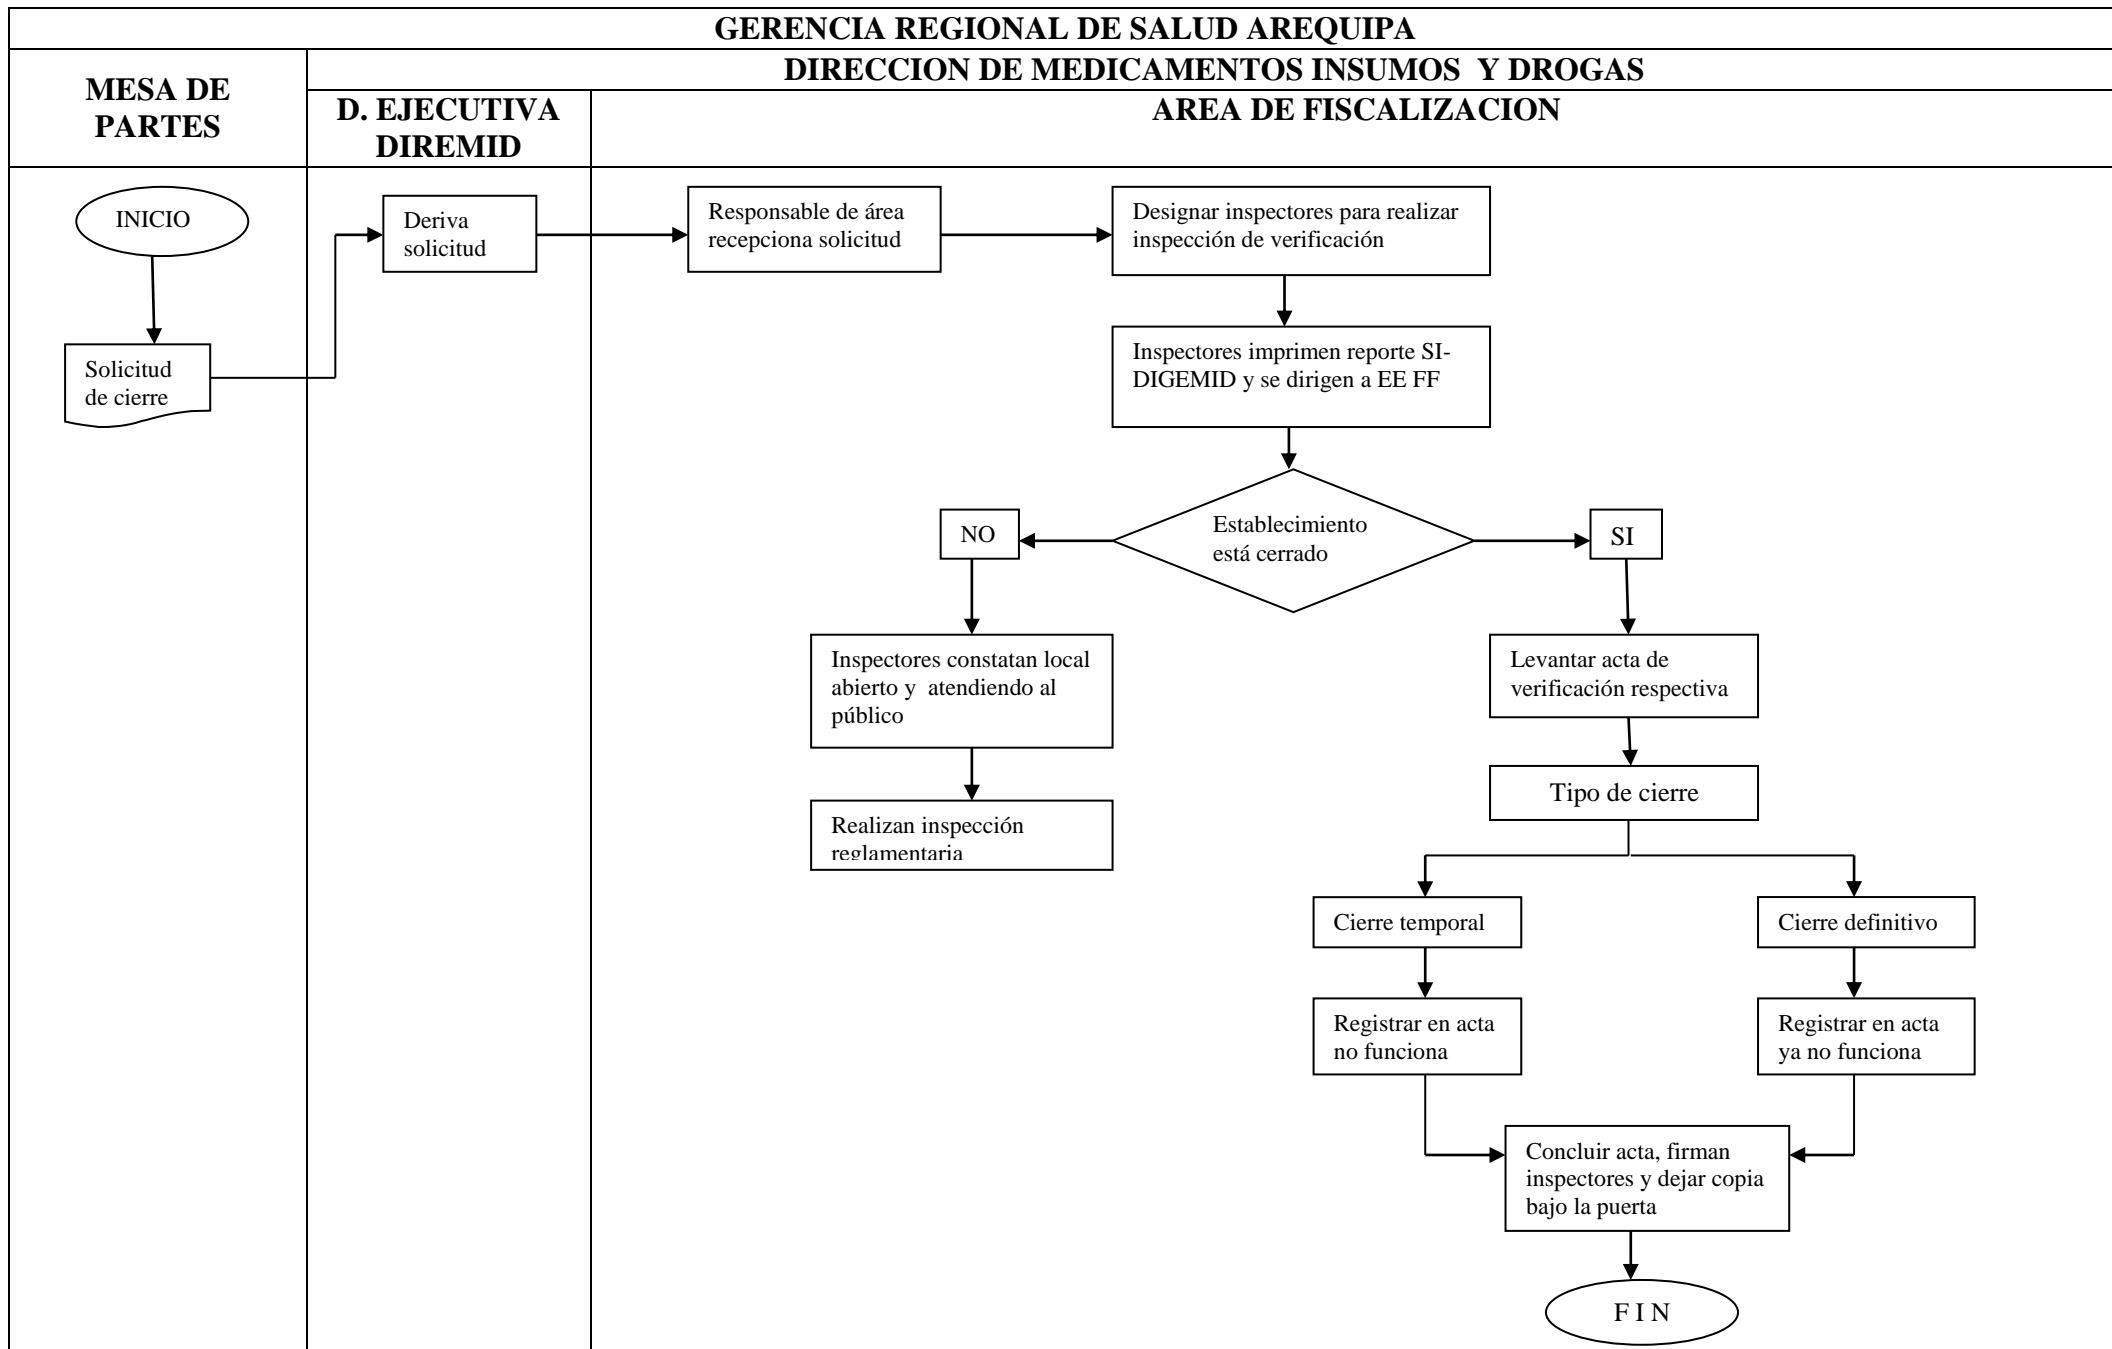 GERENCIA REGIONAL DE SALUD AREQUIPA
MESA DE
PARTES
DIRECCION DE MEDICAMENTOS INSUMOS  Y DROGAS
D. EJECUTIVA
DIREMID
AREA DE FISCALIZACION
INICIO
Solicitud
de cierre
Deriva
solicitud
Responsable de área
recepciona solicitud
Designar inspectores para realizar
inspección de verificación
Inspectores imprimen reporte SI-
DIGEMID y se dirigen a EE FF
Establecimiento
está cerrado
NO
SI
Inspectores constatan local
abierto y  atendiendo al
público
Realizan inspección
reglamentaria
Levantar acta de
verificación respectiva
Tipo de cierre
Cierre temporal
Cierre definitivo
Registrar en acta
no funciona
Registrar en acta
ya no funciona
Concluir acta, firman
inspectores y dejar copia
bajo la puerta
F I N